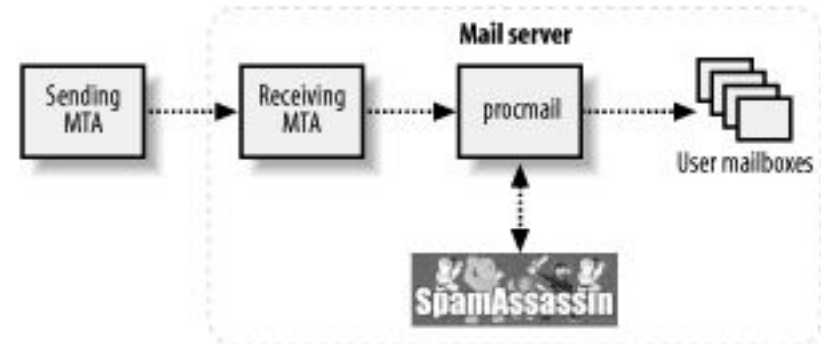 Mail server
Sending
MTA
Receiving
MTA
procmail
User mailboxes
SpamAssassin